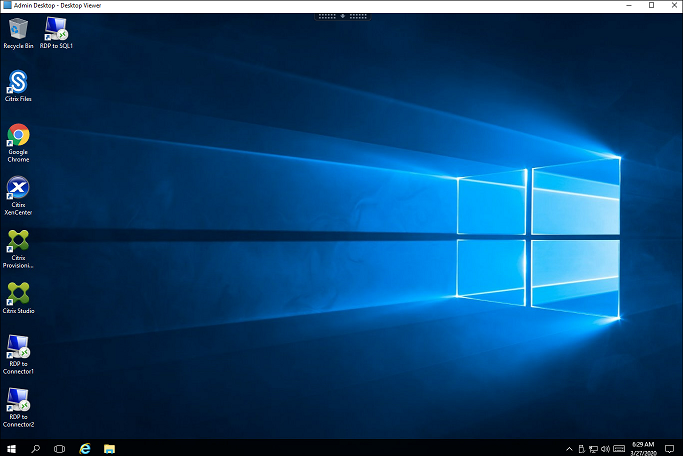 Admin Desktop - Desktop Viewer
Recycle Bin
RDP to SQL1
Citrix Files
Google
Chrome
Citrix
XenCenter
Citrix
Provisioni...
Citrix Studio
RDP to
Connector1
RDP to
Connector2
6:29 AM
3/27/2020